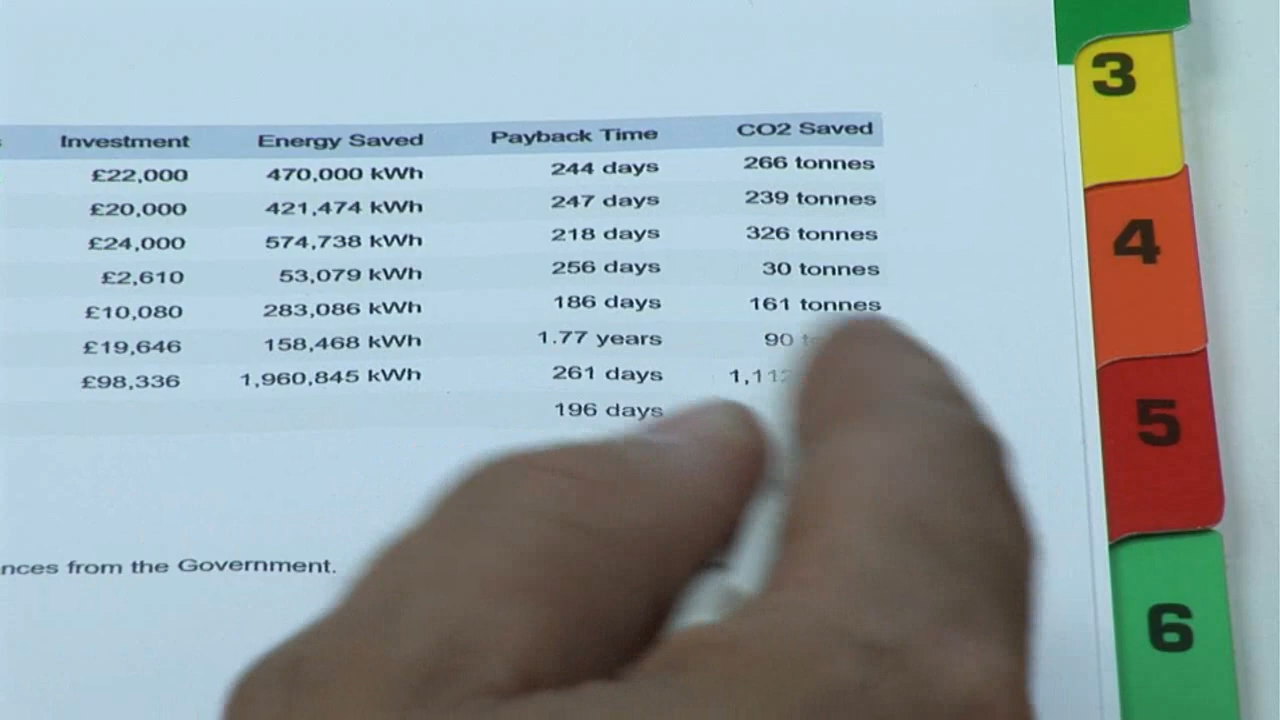 Investment Energy Saved Payback Time CO2 Saved
£22,000 470,000 kWh 244 days 266 tonnes
£20,000 421,474 kWh 247 days 239 tonnes
£24,000 574,738 kWh 218 days 326 tonnes
£2,610 53,079 kWh 256 days 30 tonnes
£10,080 283,086 kWh 186 days 161 tonnes
£19,646 158,468 kWh 1.77 years 90
£98,336 1,960,845 kWh 261 days
196 days
from the Government.
3
4
5
6